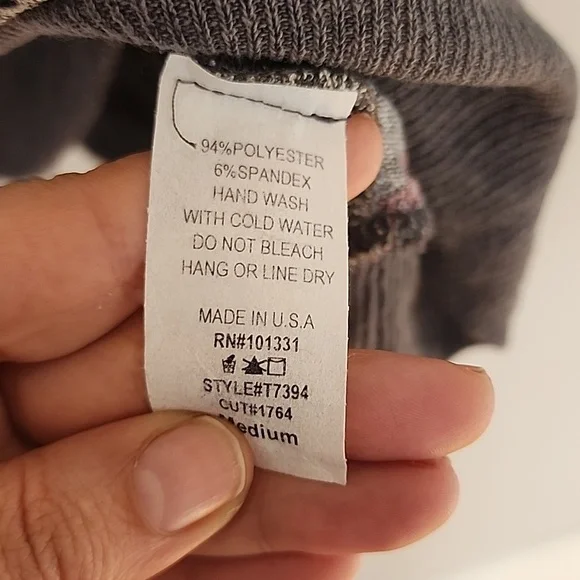 94%POLYESTER
6%SPANDEX
HAND WASH
WITH COLD WATER
DO NOT BLEACH
HANG OR LINE DRY
MADE IN U.S.A
RN#101331
STYLE#T7394
CUT#1764
Medium